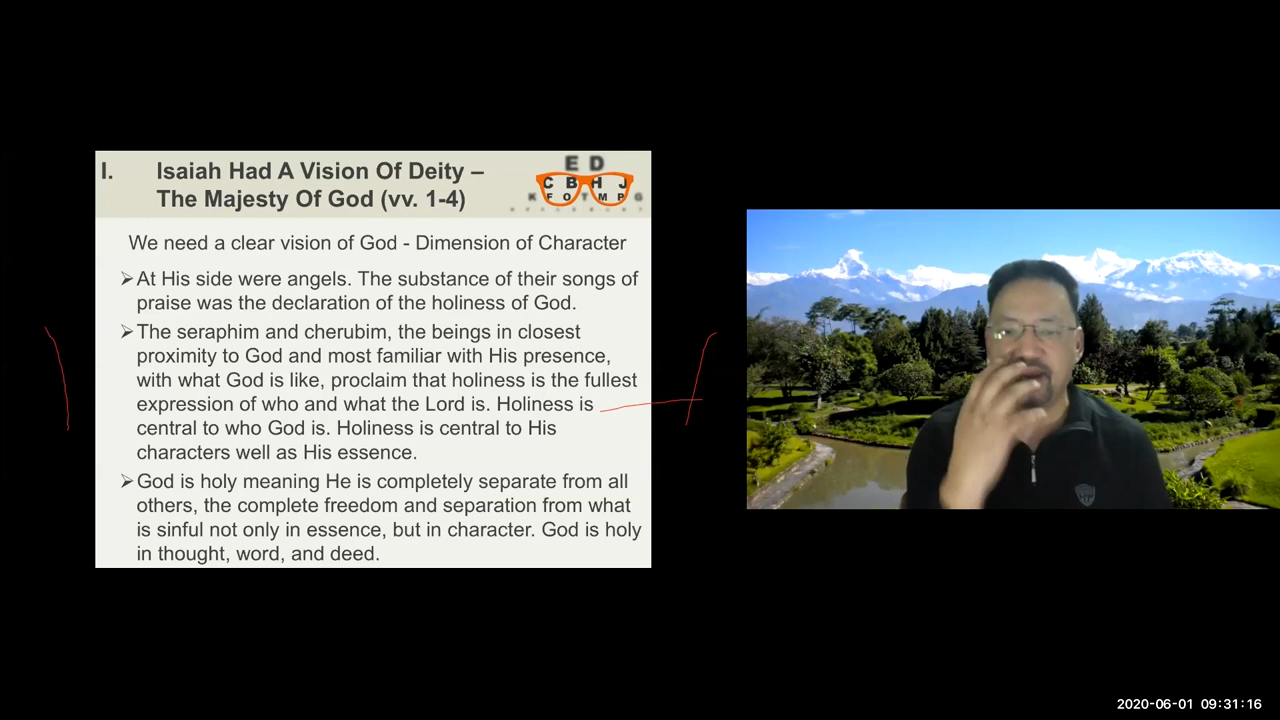 I. Isaiah Had A Vision Of Deity –
The Majesty Of God (vv. 1-4)
E D
C B H J
K F O T M P G
We need a clear vision of God - Dimension of Character
➢At His side were angels. The substance of their songs of
praise was the declaration of the holiness of God.
➢The seraphim and cherubim, the beings in closest
proximity to God and most familiar with His presence,
with what God is like, proclaim that holiness is the fullest
expression of who and what the Lord is. Holiness is
central to who God is. Holiness is central to His
characters well as His essence.
➢God is holy meaning He is completely separate from all
others, the complete freedom and separation from what
is sinful not only in essence, but in character. God is holy
in thought, word, and deed.
2020-06-01 09:31:16